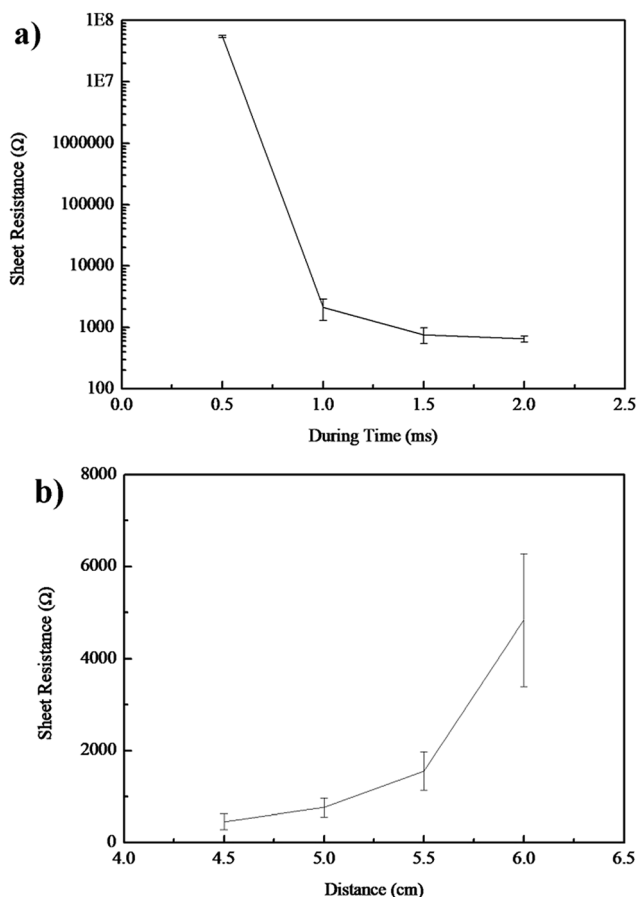 a)
1E8
1E7
1000000
100000
10000
1000
100
Sheet Resistance (Ω)
0.0 0.5 1.0 1.5 2.0 2.5
During Time (ms)
b)
8000
6000
4000
2000
0
Sheet Resistance (Ω)
4.0 4.5 5.0 5.5 6.0 6.5
Distance (cm)